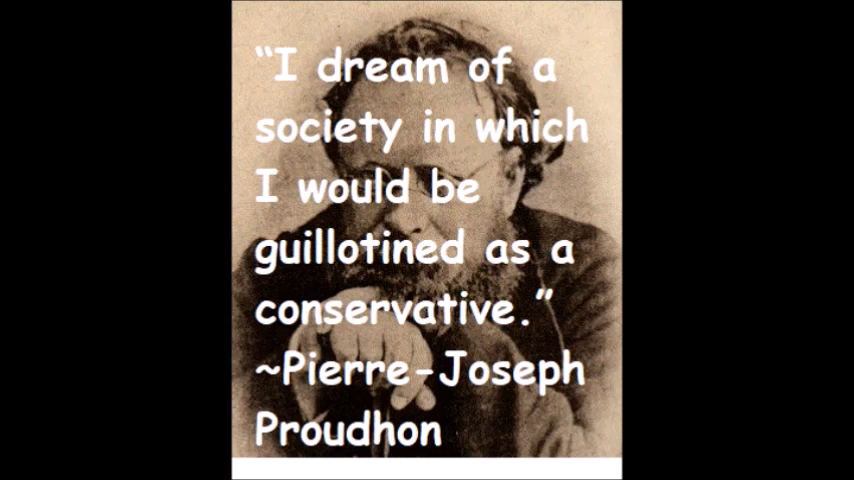 “I dream of a
society in which
I would be
guillotined as a
conservative.”
~Pierre-Joseph
Proudhon